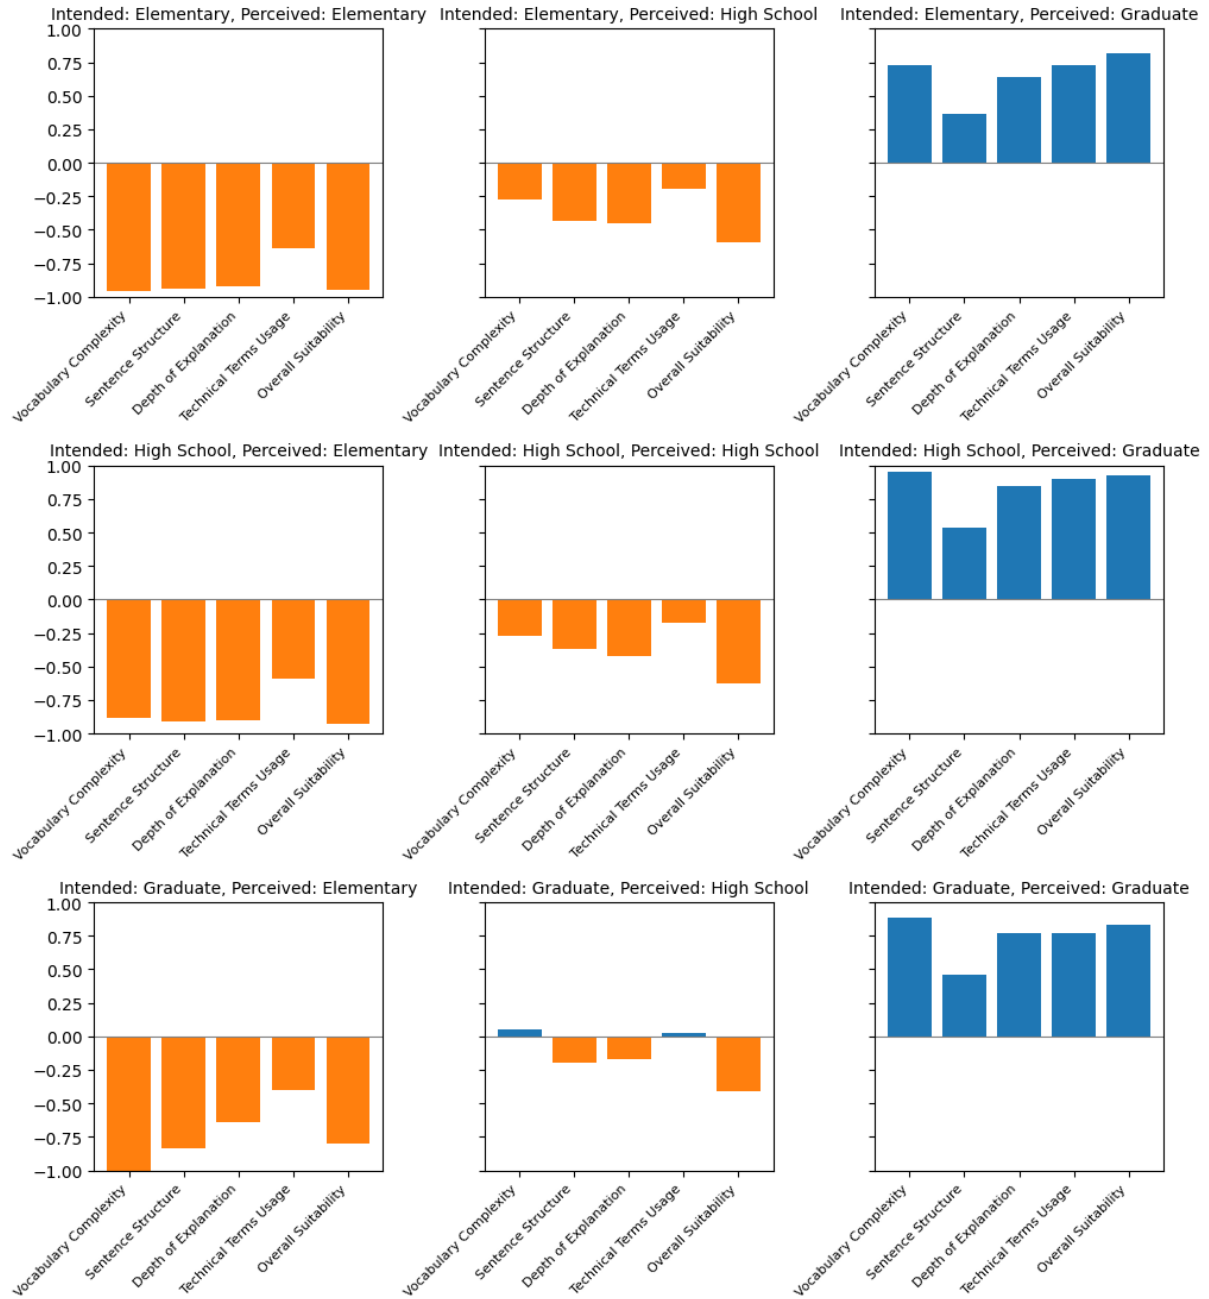 Intended: Elementary, Perceived: Elementary
Intended: Elementary, Perceived: High School
Intended: Elementary, Perceived: Graduate
1.00
0.75
0.50
0.25
0.00
−0.25
−0.50
−0.75
−1.00
Vocabulary Complexity
Sentence Structure
Depth of Explanation
Technical Terms Usage
Overall Suitability
Vocabulary Complexity
Sentence Structure
Depth of Explanation
Technical Terms Usage
Overall Suitability
Vocabulary Complexity
Sentence Structure
Depth of Explanation
Technical Terms Usage
Overall Suitability
Intended: High School, Perceived: Elementary
Intended: High School, Perceived: High School
Intended: High School, Perceived: Graduate
1.00
0.75
0.50
0.25
0.00
−0.25
−0.50
−0.75
−1.00
Vocabulary Complexity
Sentence Structure
Depth of Explanation
Technical Terms Usage
Overall Suitability
Vocabulary Complexity
Sentence Structure
Depth of Explanation
Technical Terms Usage
Overall Suitability
Vocabulary Complexity
Sentence Structure
Depth of Explanation
Technical Terms Usage
Overall Suitability
Intended: Graduate, Perceived: Elementary
Intended: Graduate, Perceived: High School
Intended: Graduate, Perceived: Graduate
1.00
0.75
0.50
0.25
0.00
−0.25
−0.50
−0.75
−1.00
Vocabulary Complexity
Sentence Structure
Depth of Explanation
Technical Terms Usage
Overall Suitability
Vocabulary Complexity
Sentence Structure
Depth of Explanation
Technical Terms Usage
Overall Suitability
Vocabulary Complexity
Sentence Structure
Depth of Explanation
Technical Terms Usage
Overall Suitability